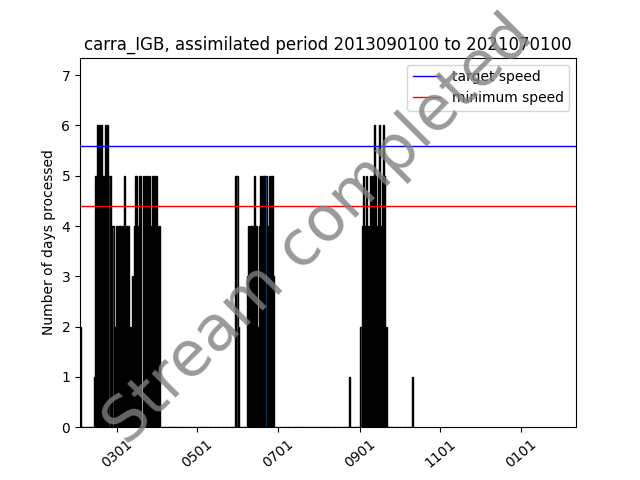 carra_IGB, assimilated period 2013090100 to 2021070100
target speed
minimum speed
Stream completed
Number of days processed
7
6
5
4
3
2
1
0
0301
0501
0701
0901
1101
0101